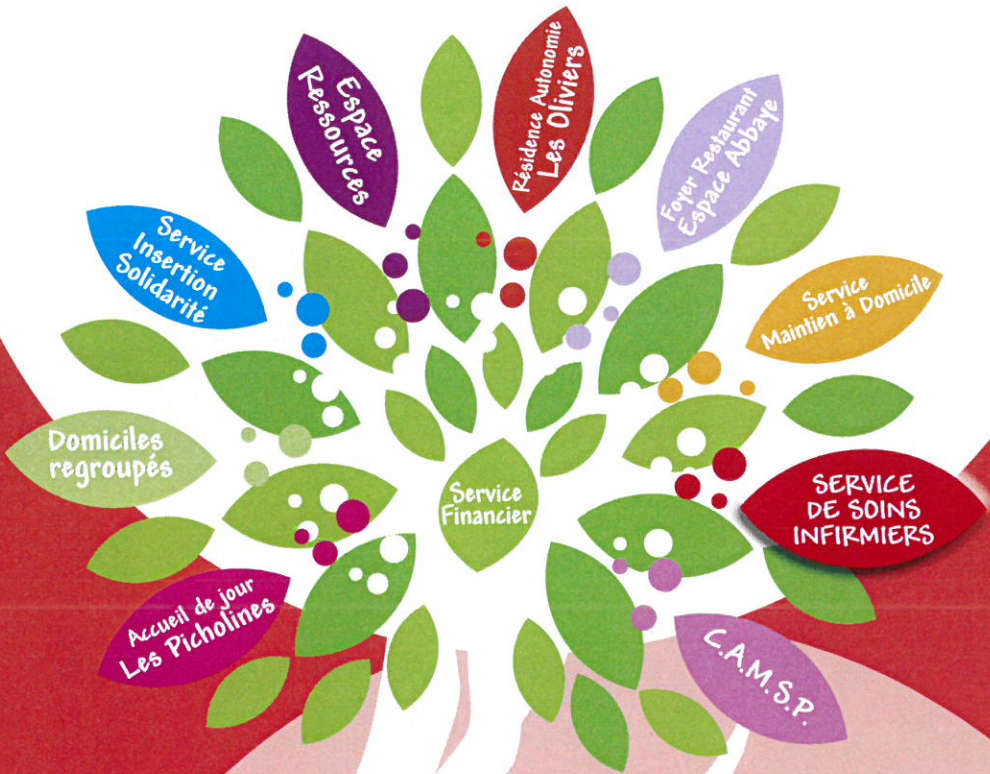 Espace
Ressources
Résidence Autonomie
Les Oliviers
Foyer Restaurant
Espace Abbaye
Service
Insertion
Solidarité
Service
Maintien à Domicile
Domiciles
regroupés
Service
Financier
SERVICE
DE SOINS
INFIRMIERS
Accueil de jour
Les Picholines
C.A.M.S.P.